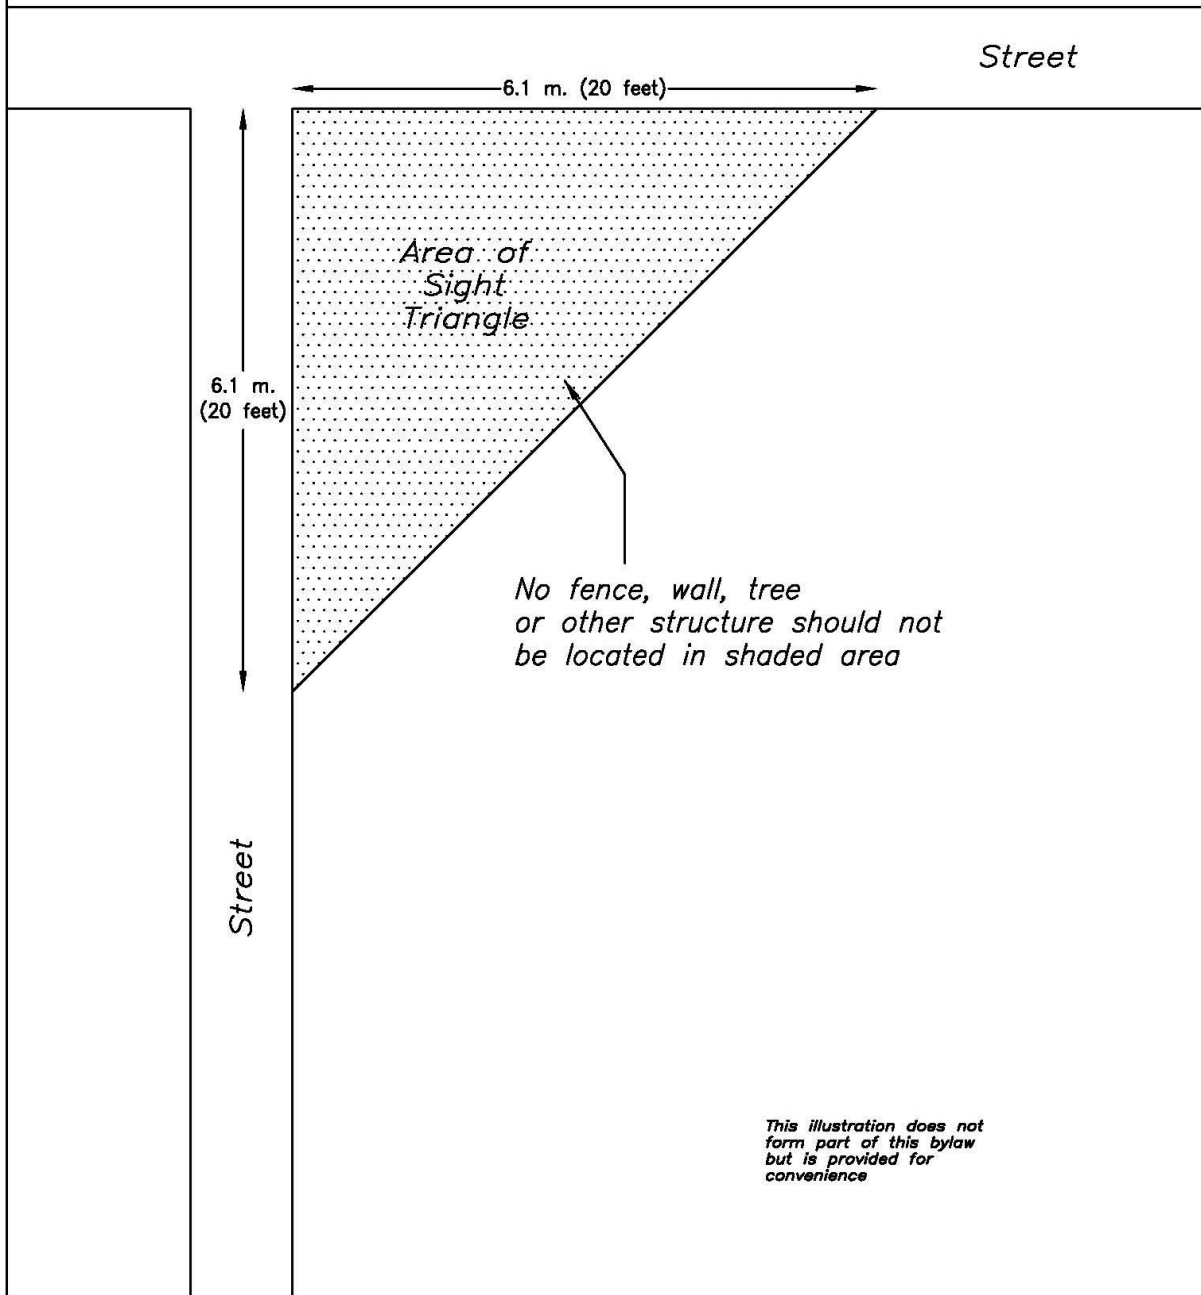 Street
6.1 m. (20 feet)
Area of
Sight
Triangle
6.1 m.
(20 feet)
No fence, wall, tree
or other structure should not
be located in shaded area
Street
This illustration does not
form part of this bylaw
but is provided for
convenience